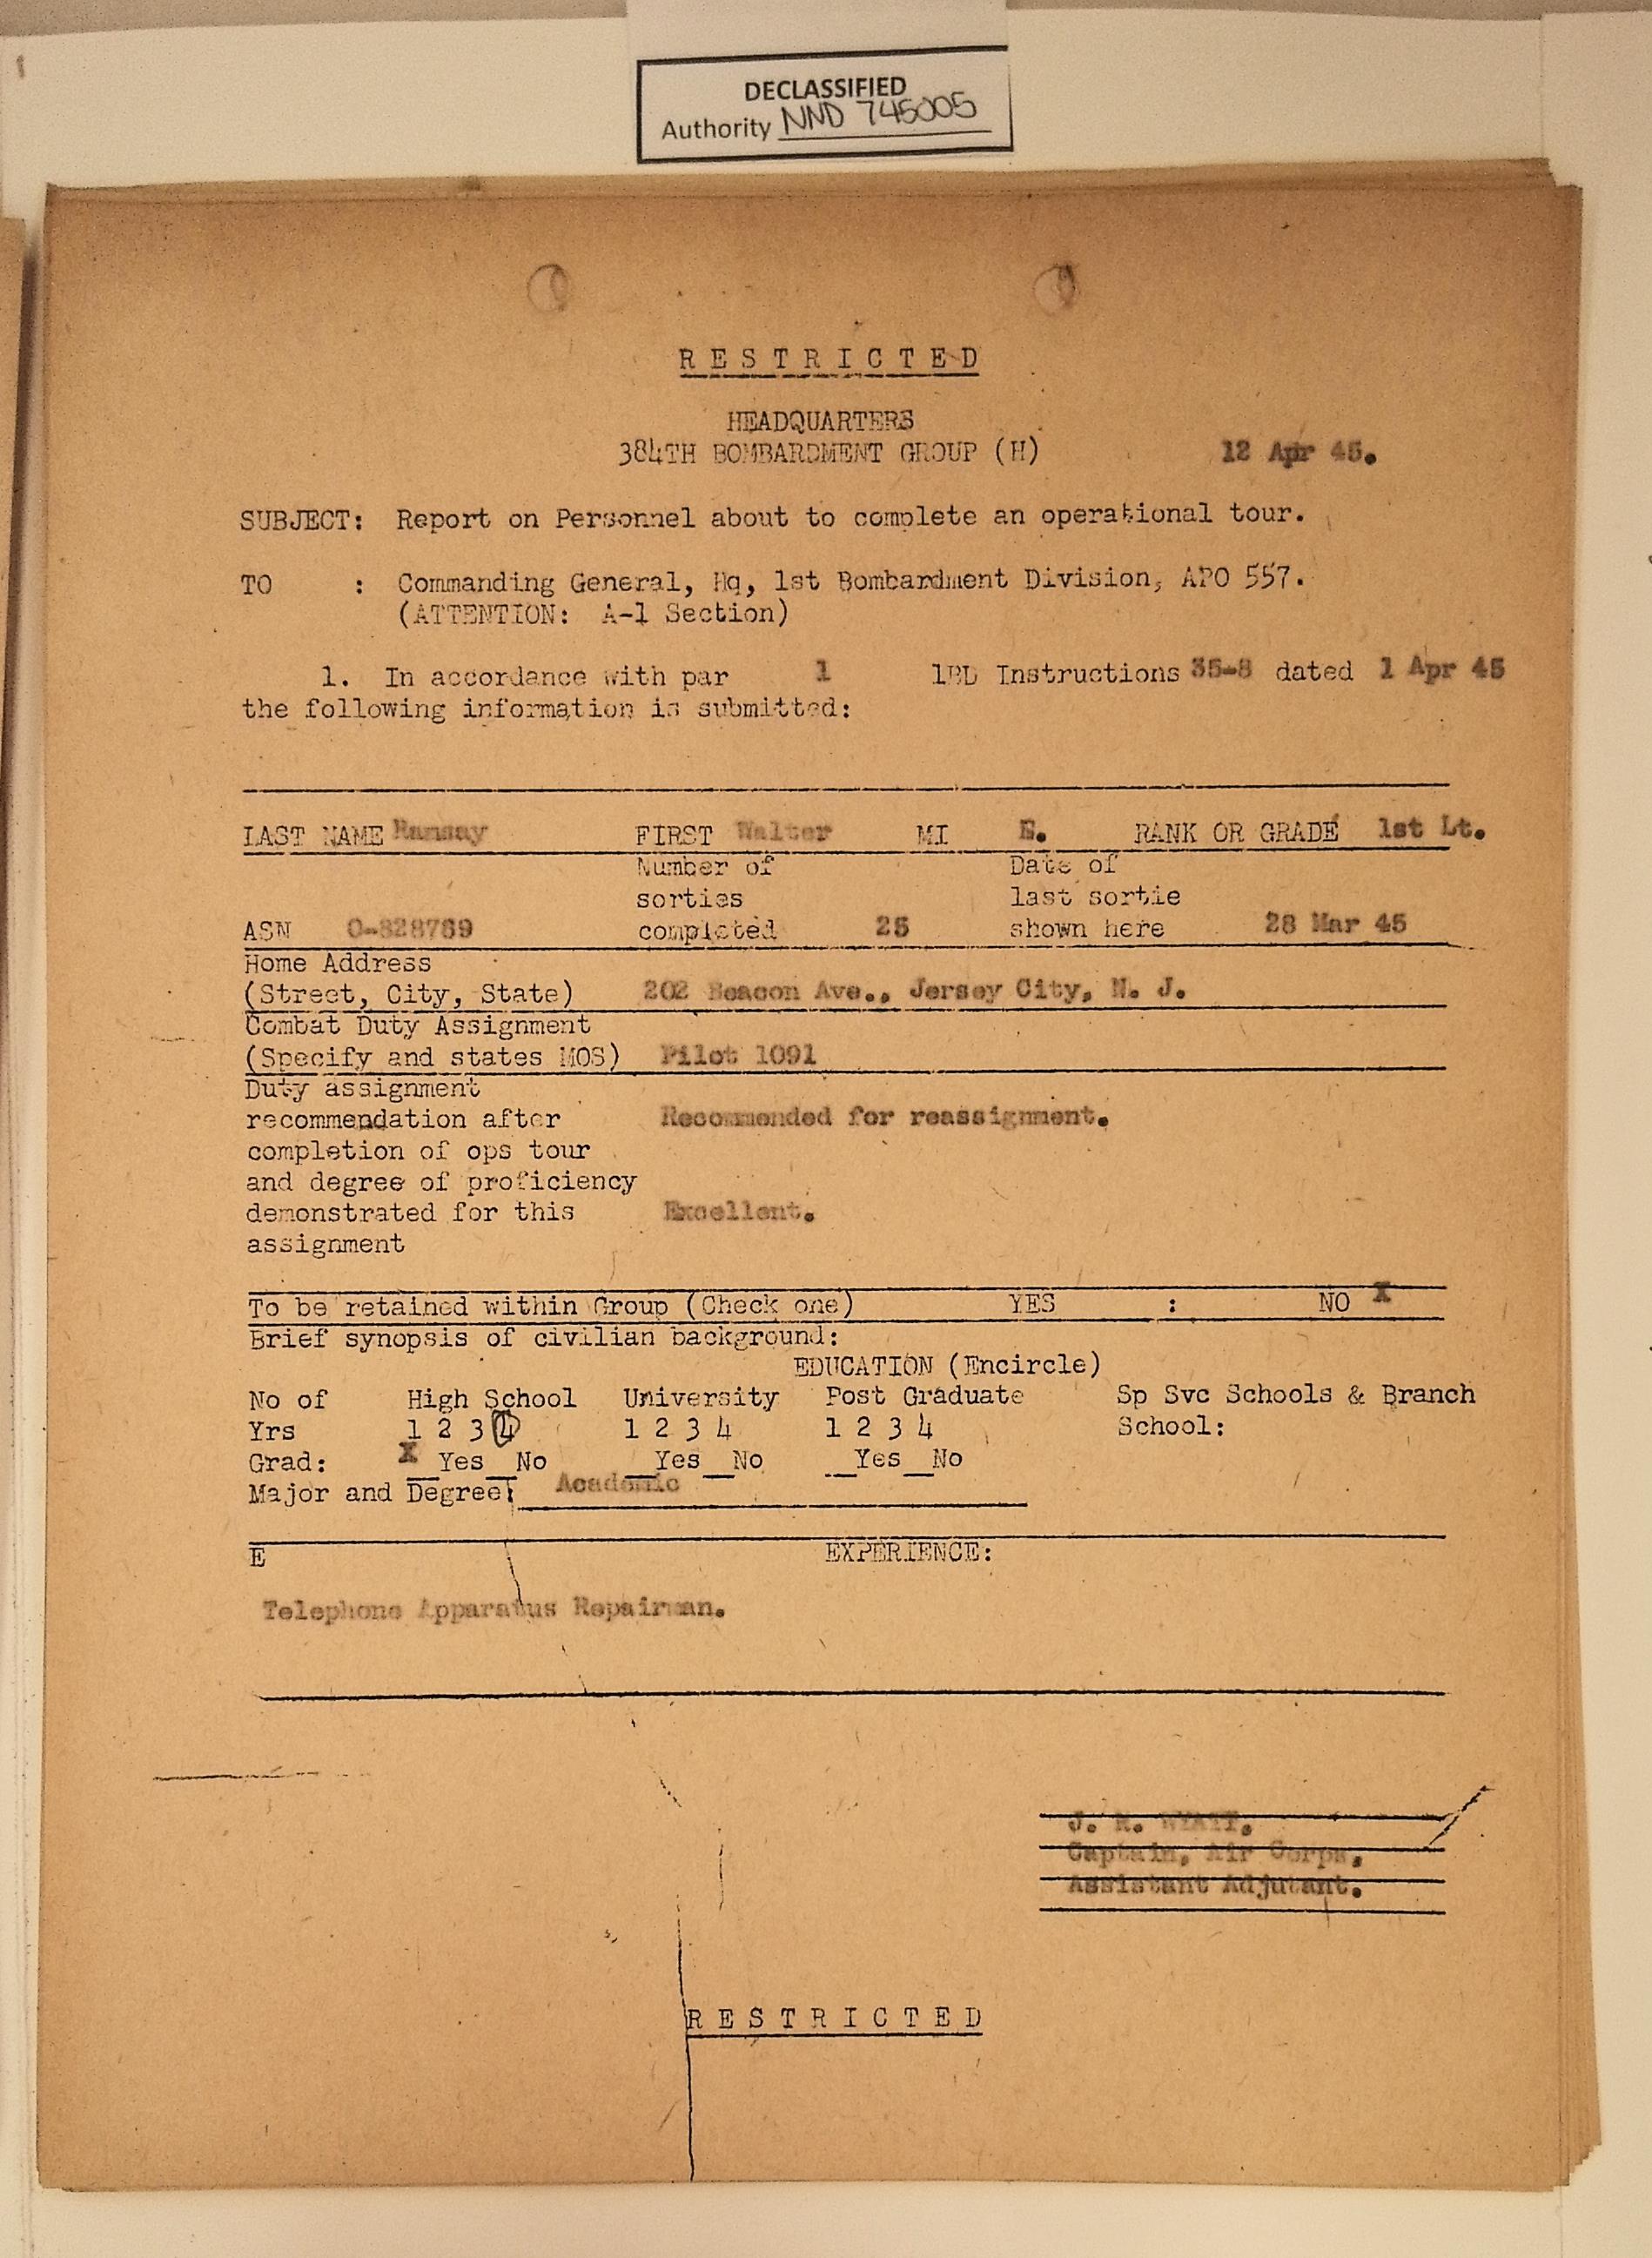 DECLASSIFIED
Authority NND 745005
RESTRICTED
HEADQUARTERS
384TH BOMBARDMENT GROUP (H) 12 Apr 45.
SUBJECT: Report on Personnel about to complete an operational tour.
TO : Commanding General, Hq, 1st Bombardment Division, APO 557.
(ATTENTION: A-1 Section)
1. In accordance with par 1 1BD Instructions 35-8 dated 1 Apr 45
the following information is submitted:
LAST NAME Ramsay FIRST Walter MI E. RANK OR GRADE 1st Lt.
Number of Date of
sorties last sortie
ASN O-828769 completed 25 shown here 28 Mar 45
Home Address
(Street, City, State) 202 Beacon Ave., Jersey City, N. J.
Combat Duty Assignment
(Specify and states MOS) Pilot 1091
Duty assignment
recommendation after Recommended for reassignment.
completion of ops tour
and degree of proficiency
demonstrated for this Excellent.
assignment
To be retained within Group (Check one) YES : NO X
Brief synopsis of civilian background:
EDUCATION (Encircle)
No of High School University Post Graduate Sp Svc Schools & Branch
Yrs 1 2 3 4 1 2 3 4 1 2 3 4 School:
Grad: X Yes No Yes No Yes No
Major and Degree: Academic
E EXPERIENCE:
Telephone Apparatus Repairman.
J. R. WYATT,
Captain, Air Corps,
Assistant Adjutant.
RESTRICTED